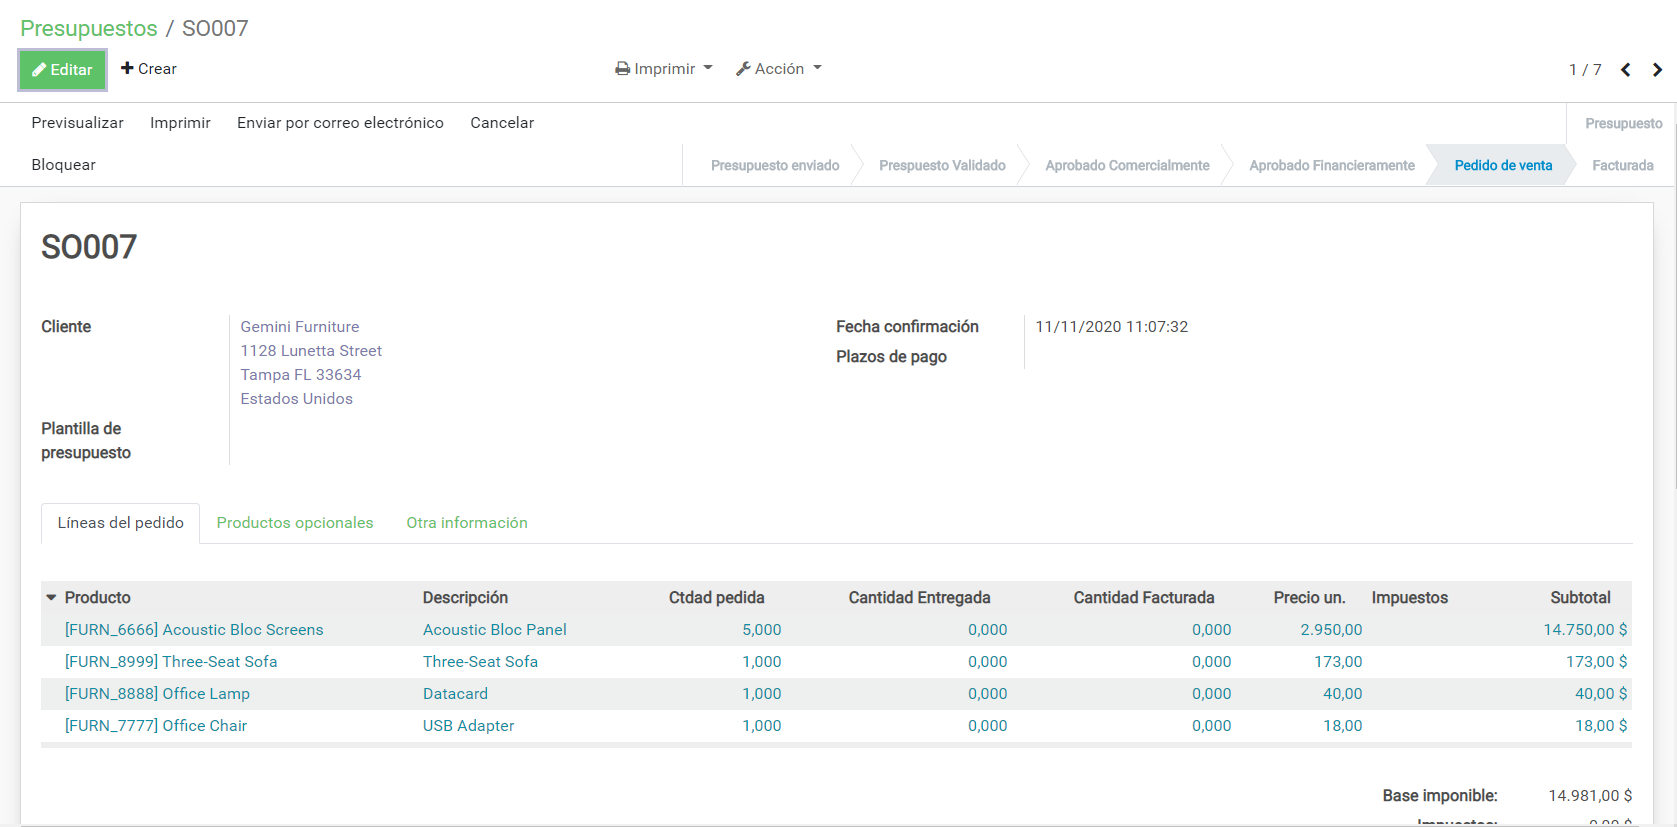 Presupuestos / SO007
Editar Crear Imprimir Acción 1 / 7
Previsualizar Imprimir Enviar por correo electrónico Cancelar Presupuesto
Bloquear Presupuesto enviado Prespuesto Validado Aprobado Comercialmente Aprobado Financieramente Pedido de venta Facturada
SO007
Cliente Gemini Furniture Fecha confirmación 11/11/2020 11:07:32
1128 Lunetta Street Plazos de pago
Tampa FL 33634
Estados Unidos
Plantilla de
presupuesto
Líneas del pedido Productos opcionales Otra información
Producto Descripción Ctdad pedida Cantidad Entregada Cantidad Facturada Precio un. Impuestos Subtotal
[FURN_6666] Acoustic Bloc Screens Acoustic Bloc Panel 5,000 0,000 0,000 2.950,00 14.750,00 $
[FURN_8999] Three-Seat Sofa Three-Seat Sofa 1,000 0,000 0,000 173,00 173,00 $
[FURN_8888] Office Lamp Datacard 1,000 0,000 0,000 40,00 40,00 $
[FURN_7777] Office Chair USB Adapter 1,000 0,000 0,000 18,00 18,00 $
Base imponible: 14.981,00 $
Impuestos: 0,00 $